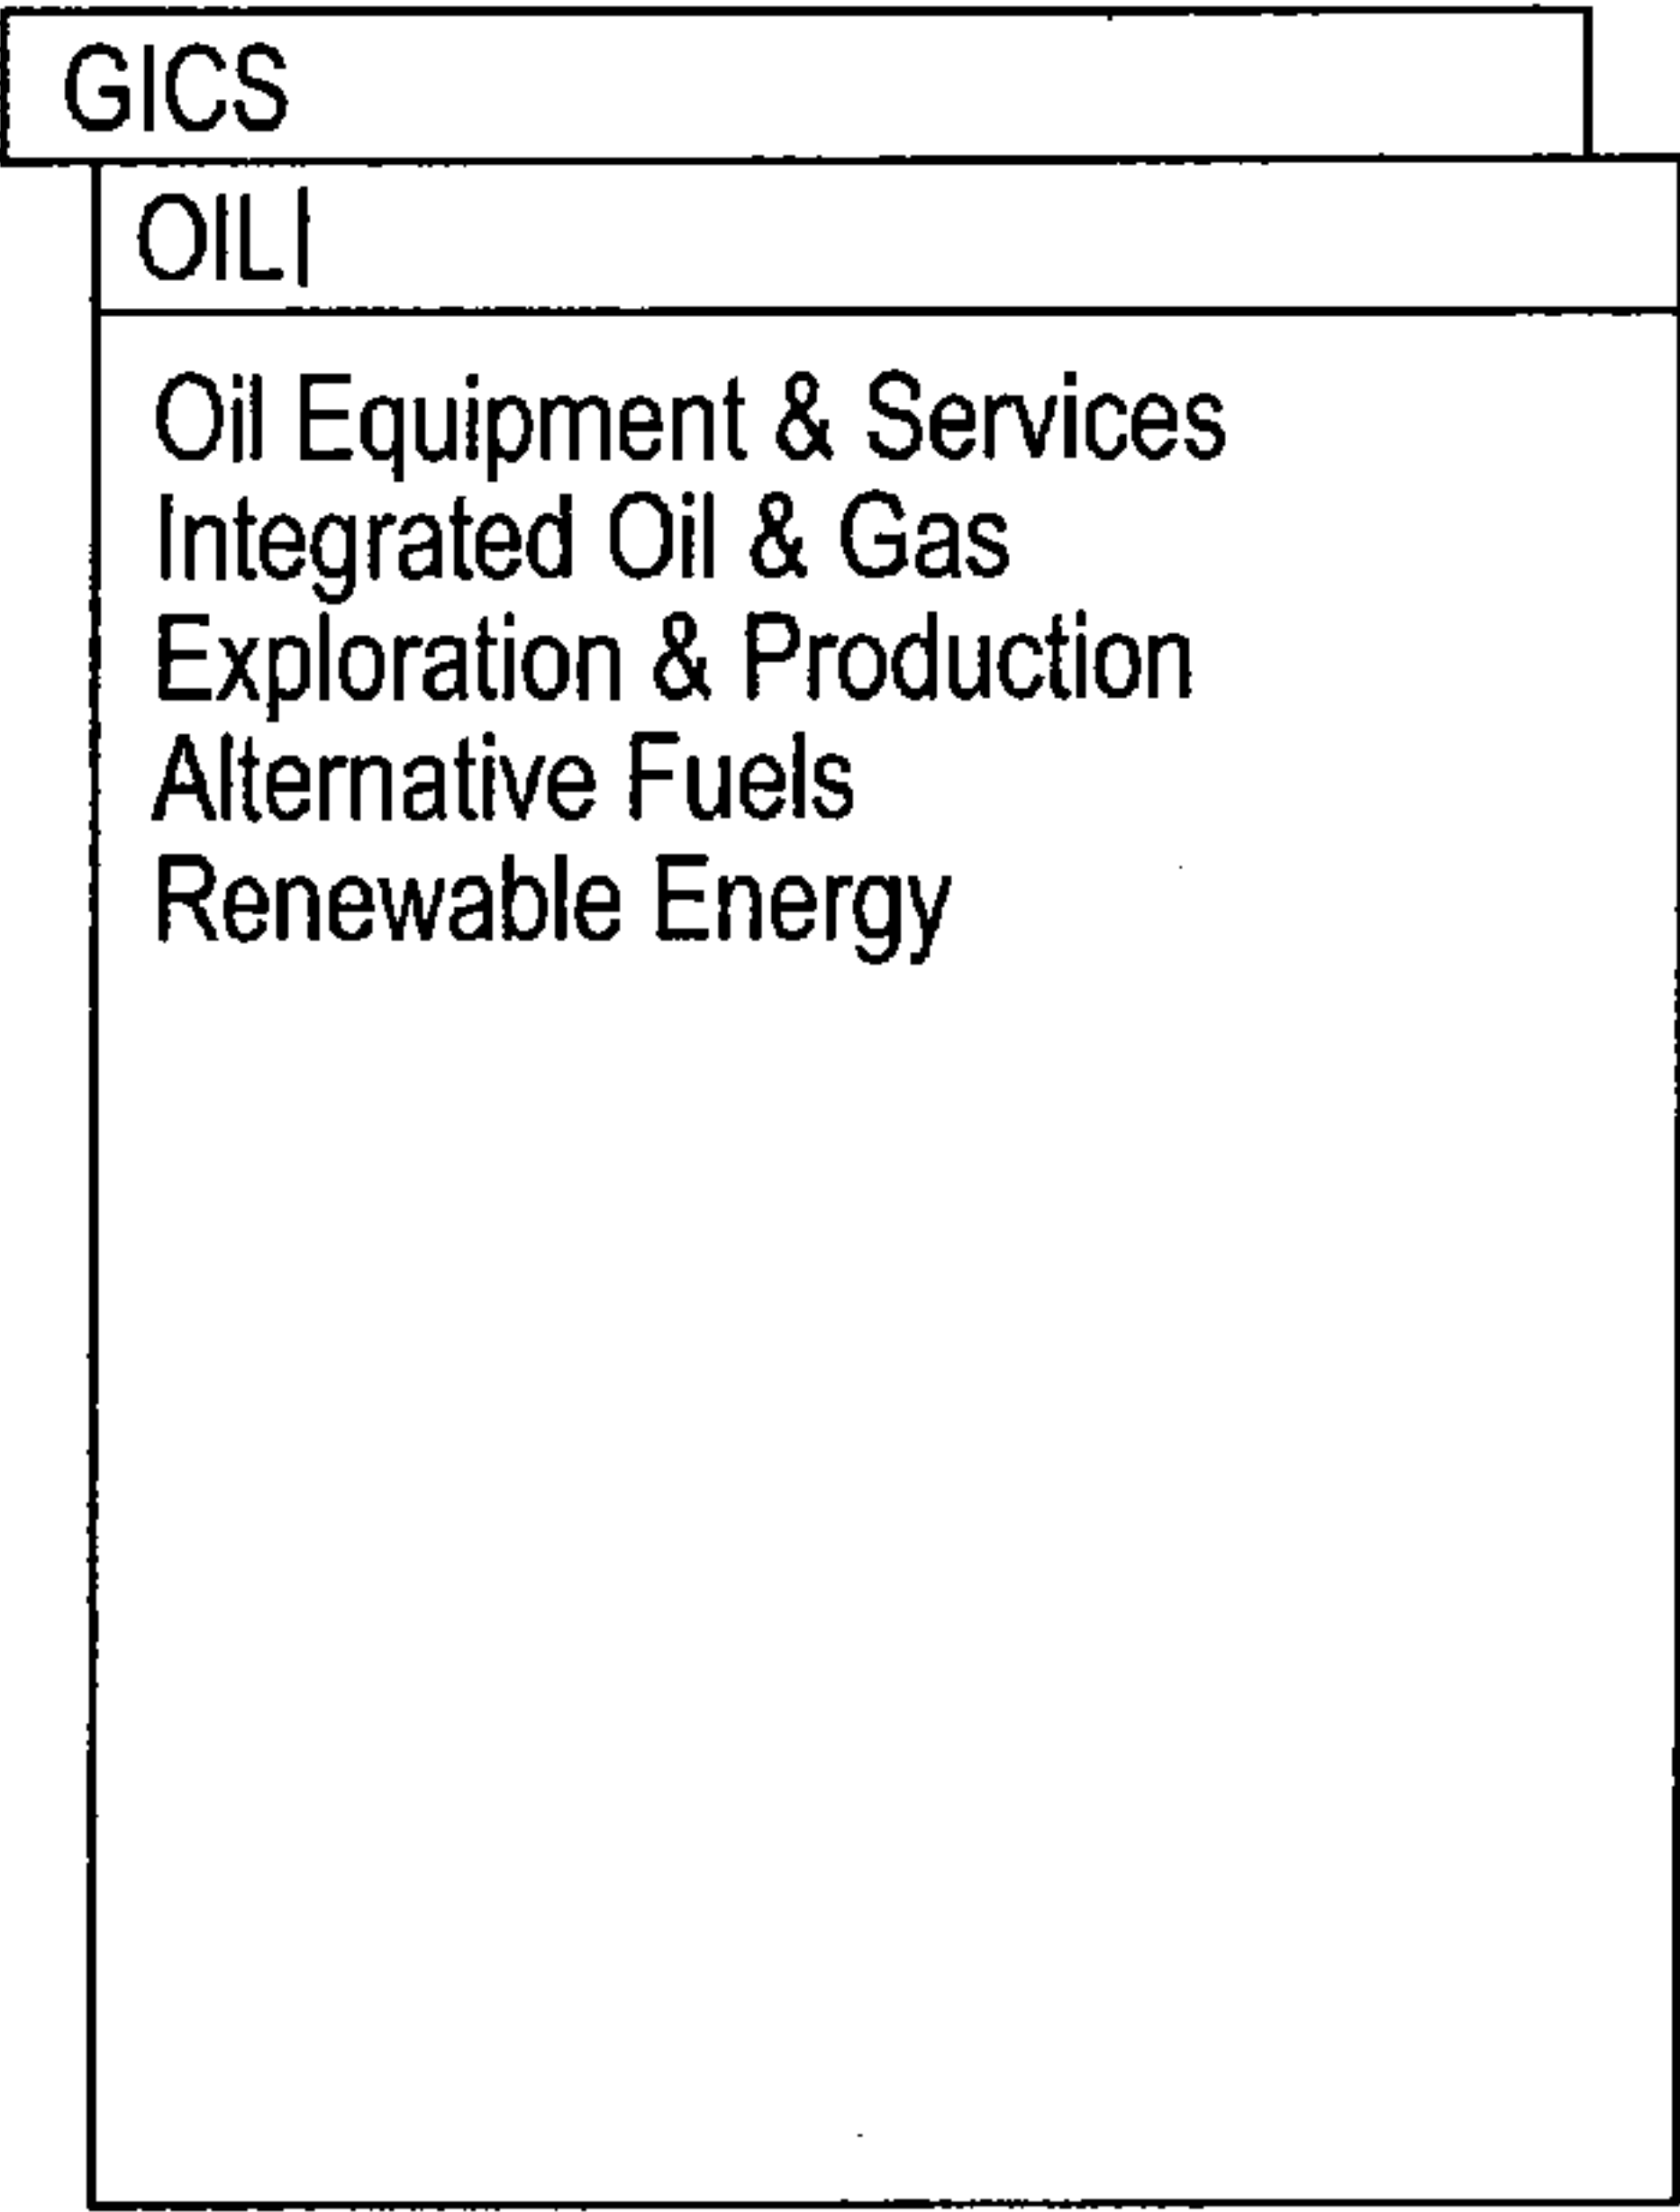 GICS
OIL|
Oil Equipment & Services
Integrated Oil & Gas
Exploration & Production
Alternative Fuels
Renewable Energy